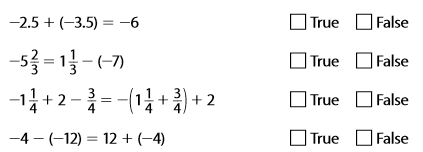 −2.5 + (−3.5) = −6 □ True □ False
−5 2/3 = 1 1/3 − (−7) □ True □ False
−1 1/4 + 2 − 3/4 = −(1 1/4 + 3/4) + 2 □ True □ False
−4 − (−12) = 12 + (−4) □ True □ False